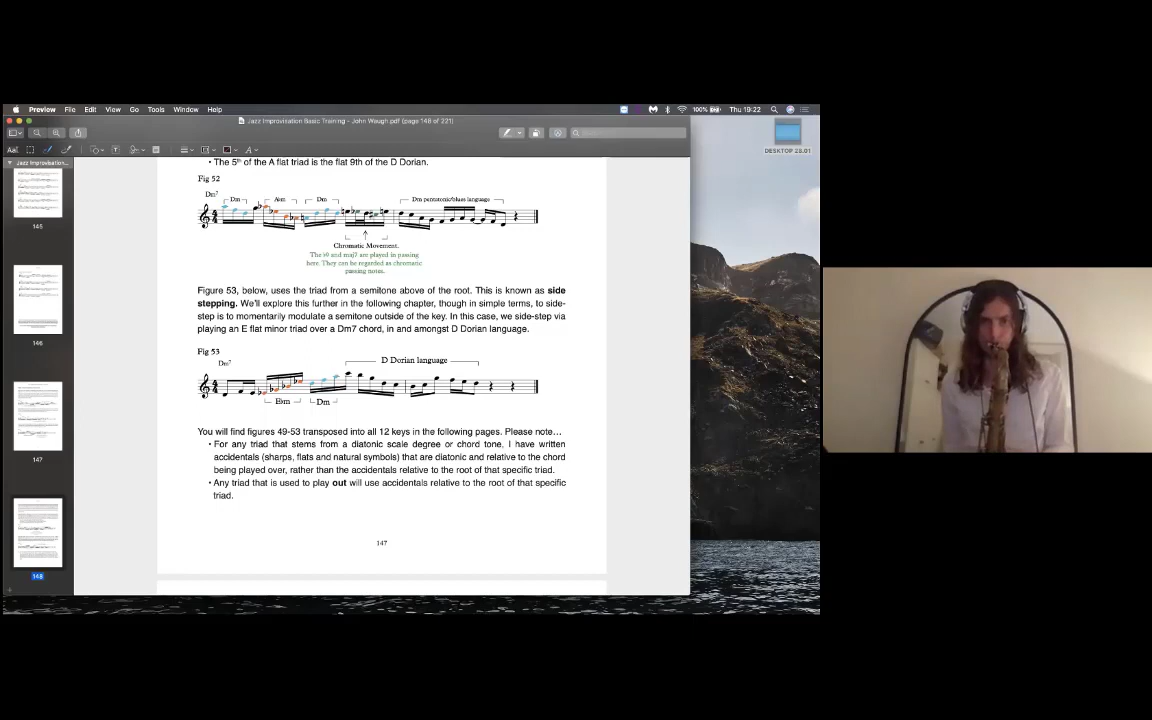 Preview File Edit View Go Tools Window Help
100% Thu 19:22
Jazz Improvisation Basic Training - John Waugh.pdf (page 148 of 221)
Jazz Improvisation...
DESKTOP 28.01
145
146
147
148
• The 5th of the A flat triad is the flat 9th of the D Dorian.
Fig 52
Dm7
Dm A♭m Dm Dm pentatonic/blues language
Chromatic Movement.
The ♭9 and maj7 are played in passing
here. They can be regarded as chromatic
passing notes.
Figure 53, below, uses the triad from a semitone above of the root. This is known as side
stepping. We'll explore this further in the following chapter, though in simple terms, to side-
step is to momentarily modulate a semitone outside of the key. In this case, we side-step via
playing an E flat minor triad over a Dm7 chord, in and amongst D Dorian language.
Fig 53
Dm7
D Dorian language
E♭m Dm
You will find figures 49-53 transposed into all 12 keys in the following pages. Please note…
• For any triad that stems from a diatonic scale degree or chord tone, I have written
accidentals (sharps, flats and natural symbols) that are diatonic and relative to the chord
being played over, rather than the accidentals relative to the root of that specific triad.
• Any triad that is used to play out will use accidentals relative to the root of that specific
triad.
147